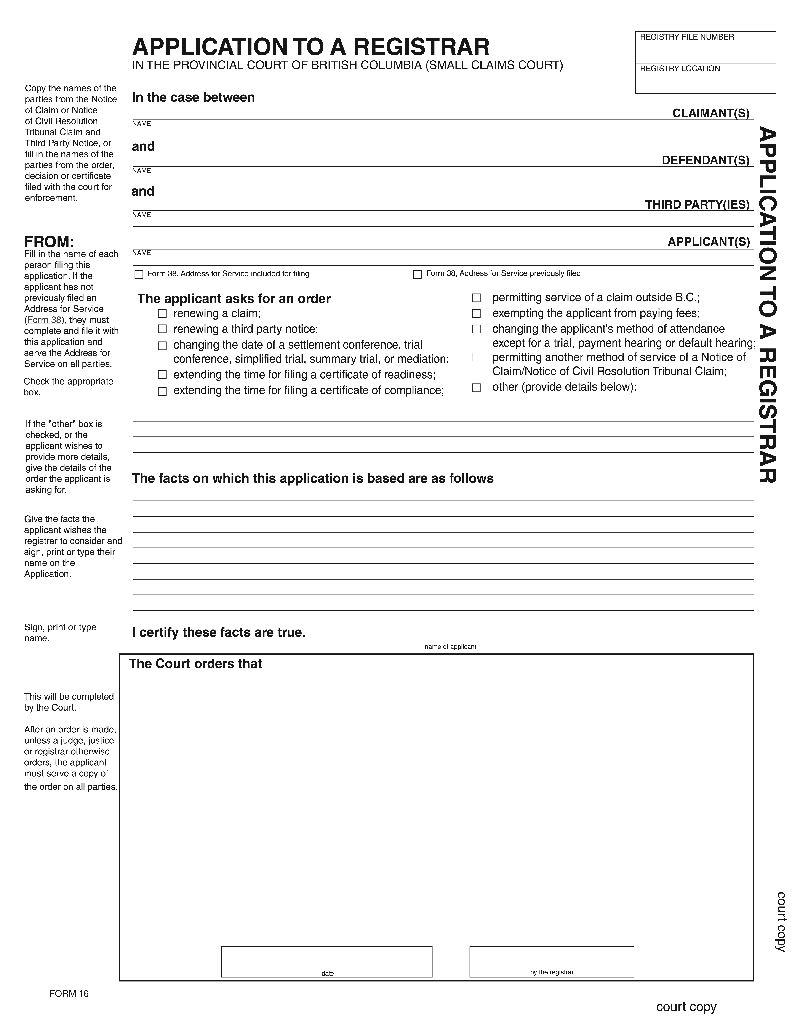 APPLICATION TO A REGISTRAR
IN THE PROVINCIAL COURT OF BRITISH COLUMBIA (SMALL CLAIMS COURT)
REGISTRY FILE NUMBER
REGISTRY LOCATION
Copy the names of the
parties from the Notice
of Claim or Notice
of Civil Resolution
Tribunal Claim and
Third Party Notice, or
fill in the names of the
parties from the order,
decision or certificate
filed with the court for
enforcement.
In the case between
CLAIMANT(S)
NAME
and
DEFENDANT(S)
NAME
and
THIRD PARTY(IES)
NAME
APPLICANT(S)
NAME
FROM:
Fill in the name of each
person filing this
application. If the
applicant has not
previously filed an
Address for Service
(Form 38), they must
complete and file it with
this application and
serve the Address for
Service on all parties.
Check the appropriate
box.
Form 38, Address for Service included for filing
Form 38, Address for Service previously filed
The applicant asks for an order
renewing a claim;
renewing a third party notice;
changing the date of a settlement conference, trial
conference, simplified trial, summary trial, or mediation;
extending the time for filing a certificate of readiness;
extending the time for filing a certificate of compliance;
permitting service of a claim outside B.C.;
exempting the applicant from paying fees;
changing the applicant's method of attendance
except for a trial, payment hearing or default hearing;
permitting another method of service of a Notice of
Claim/Notice of Civil Resolution Tribunal Claim;
other (provide details below):
If the "other" box is
checked, or the
applicant wishes to
provide more details,
give the details of the
order the applicant is
asking for.
The facts on which this application is based are as follows
Give the facts the
applicant wishes the
registrer to consider and
sign, print or type their
name on the
Application.
Sign, print or type
name.
I certify these facts are true.
name of applicant
The Court orders that
This will be completed
by the Court.
After an order is made,
unless a judge, justice
or registrar otherwise
orders, the applicant
must serve a copy of
the order on all parties.
date
by the registrar
FORM 16
court copy
APPLICATION TO A REGISTRAR
court copy